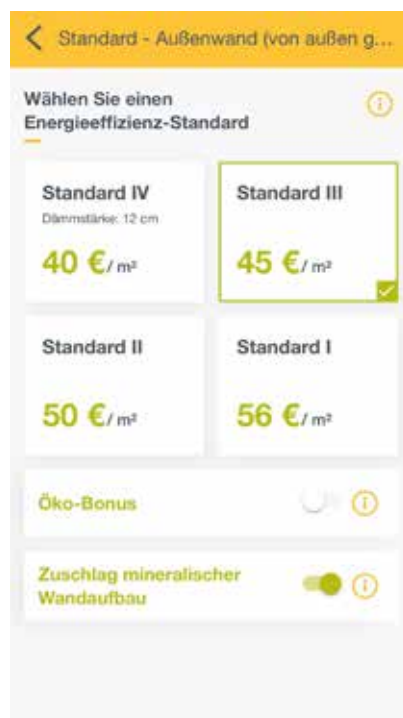 Standard - Außenwand (von außen g...
Wählen Sie einen
Energieeffizienz-Standard
Standard IV
Dämmstärke: 12 cm
40 €/ m²
Standard III
45 €/ m²
Standard II
50 €/ m²
Standard I
56 €/ m²
Öko-Bonus
Zuschlag mineralischer
Wandaufbau